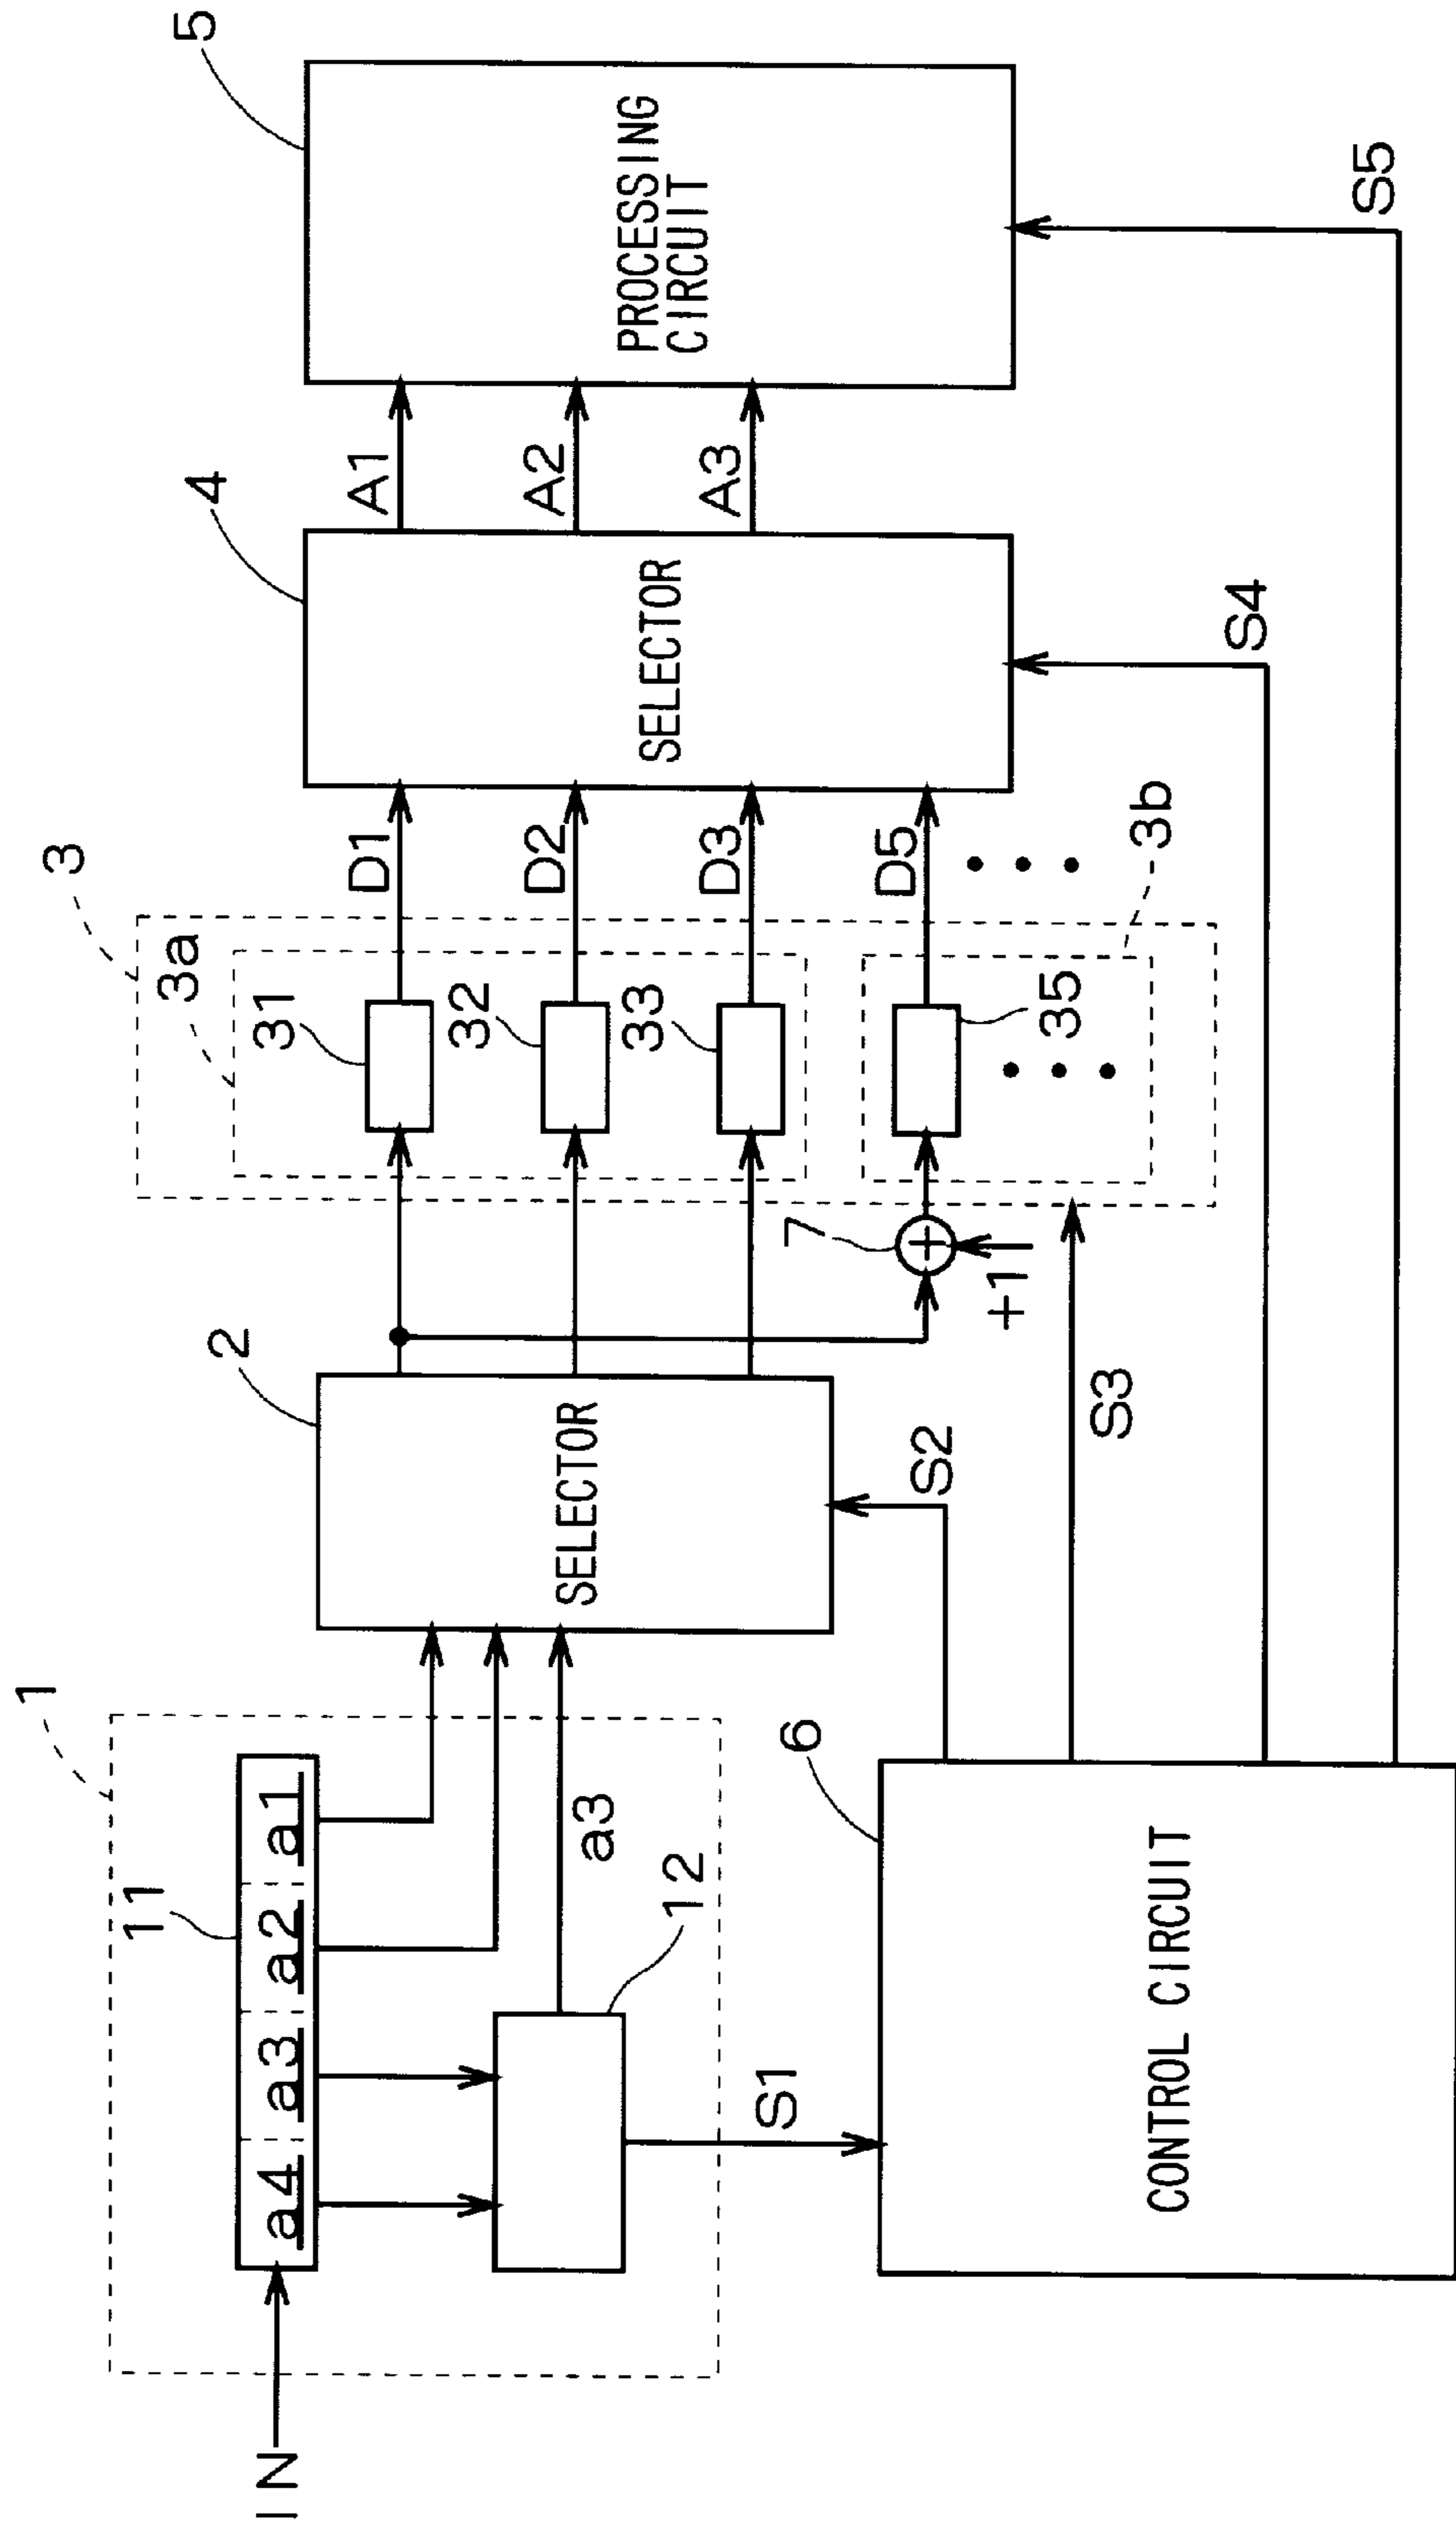 1
11
IN
a4
a3
a2
a1
a3
12
S1
6
CONTROL CIRCUIT
2
SELECTOR
S2
S3
7
+
+1
3
3a
31
32
33
35
3b
D1
D2
D3
D5
4
SELECTOR
S4
A1
A2
A3
5
PROCESSING
CIRCUIT
S5